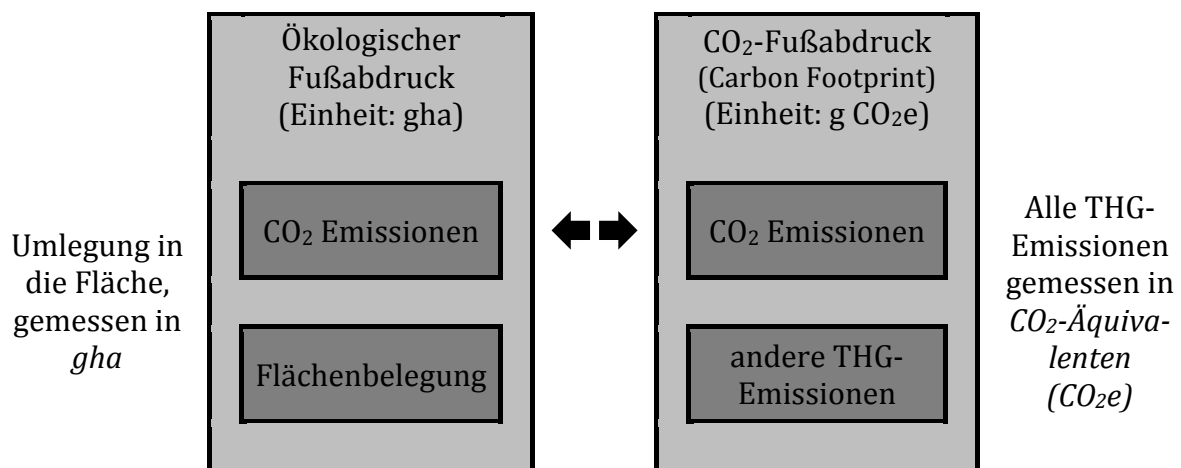 Umlegung in
die Fläche,
gemessen in
gha
Ökologischer
Fußabdruck
(Einheit: gha)
CO₂ Emissionen
Flächenbelegung
CO₂-Fußabdruck
(Carbon Footprint)
(Einheit: g CO₂e)
CO₂ Emissionen
andere THG-
Emissionen
Alle THG-
Emissionen
gemessen in
CO₂-Äquiva-
lenten
(CO₂e)